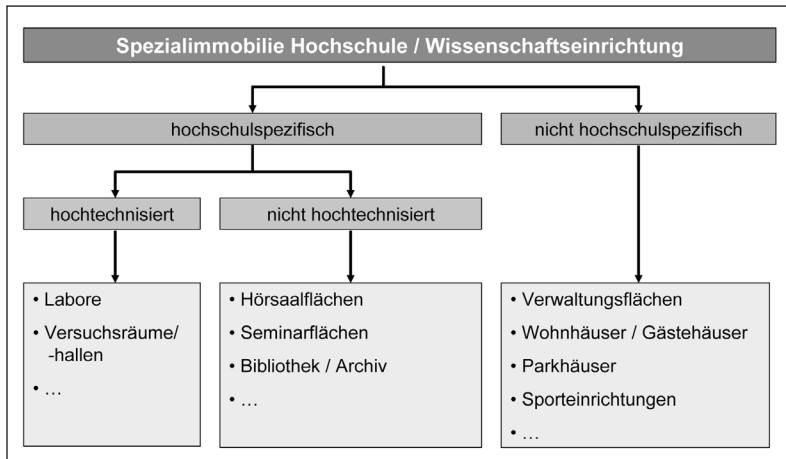 Spezialimmobilie Hochschule / Wissenschaftseinrichtung
hochschulspezifisch
nicht hochschulspezifisch
hochtechnisiert
nicht hochtechnisiert
• Labore
• Versuchsräume/
-hallen
• …
• Hörsaalflächen
• Seminarflächen
• Bibliothek / Archiv
• …
• Verwaltungsflächen
• Wohnhäuser / Gästehäuser
• Parkhäuser
• Sporteinrichtungen
• …